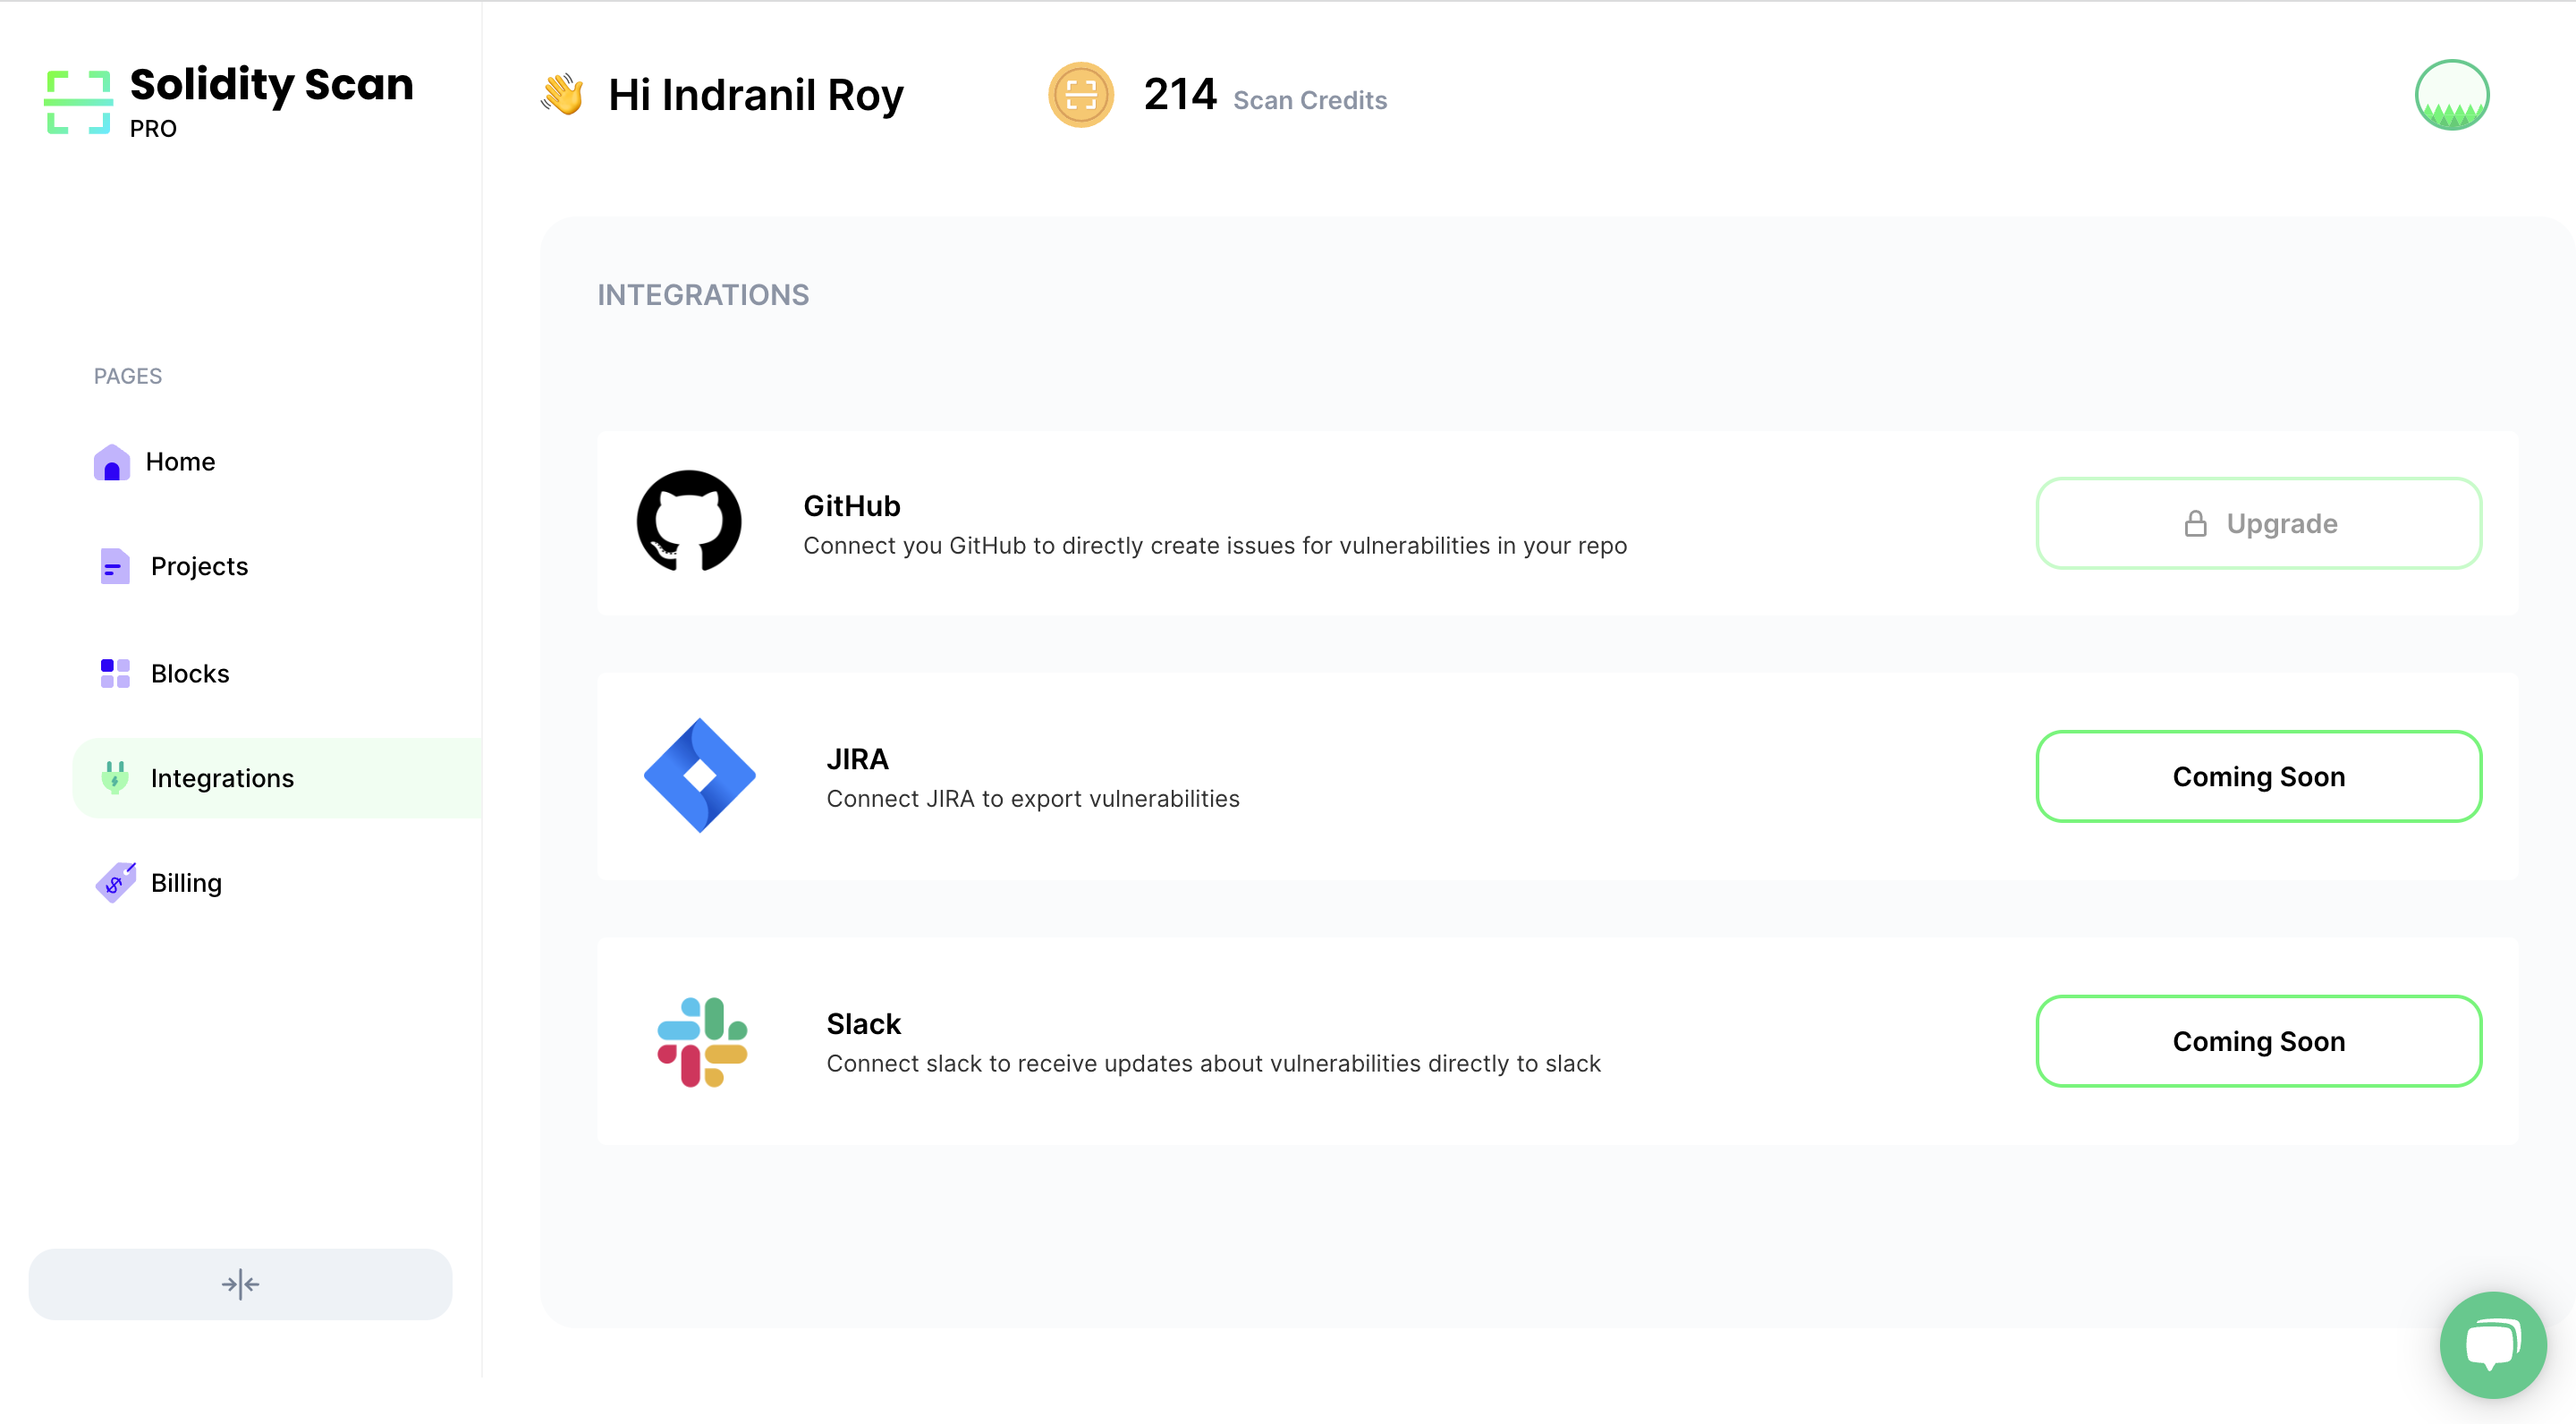 Solidity Scan
PRO
👋 Hi Indranil Roy
214 Scan Credits
PAGES
Home
Projects
Blocks
Integrations
Billing
INTEGRATIONS
GitHub
Connect you GitHub to directly create issues for vulnerabilities in your repo
Upgrade
JIRA
Connect JIRA to export vulnerabilities
Coming Soon
Slack
Connect slack to receive updates about vulnerabilities directly to slack
Coming Soon